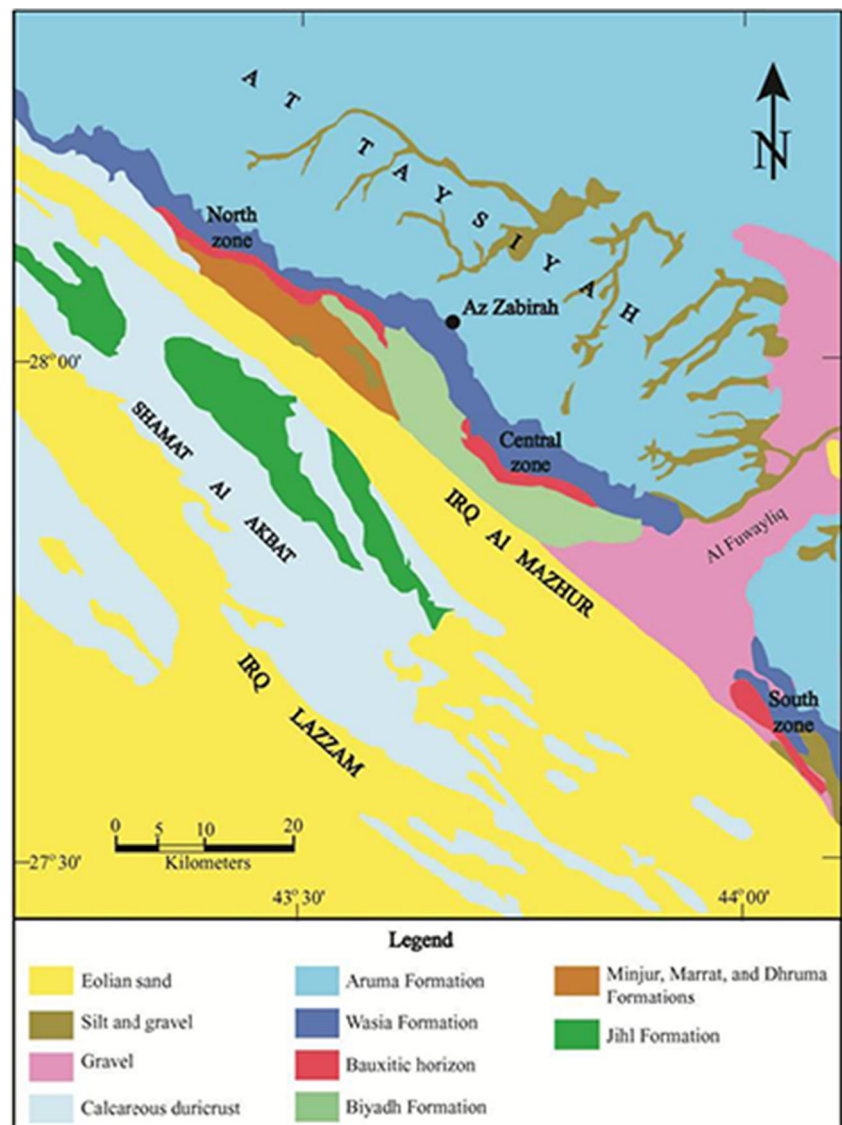 AT TAYSIYAH
N
North
zone
Az Zabirah
28°00'
Central
zone
SHAMAT Al AKBAT
IRQ Al MAZHUR
Al Fuwayliq
IRQ LAZZAM
South
zone
0 5 10 20
Kilometers
27°30'
43°30' 44°00'
Legend
Eolian sand
Silt and gravel
Gravel
Calcareous duricrust
Aruma Formation
Wasia Formation
Bauxitic horizon
Biyadh Formation
Minjur, Marrat, and Dhruma
Formations
Jihl Formation